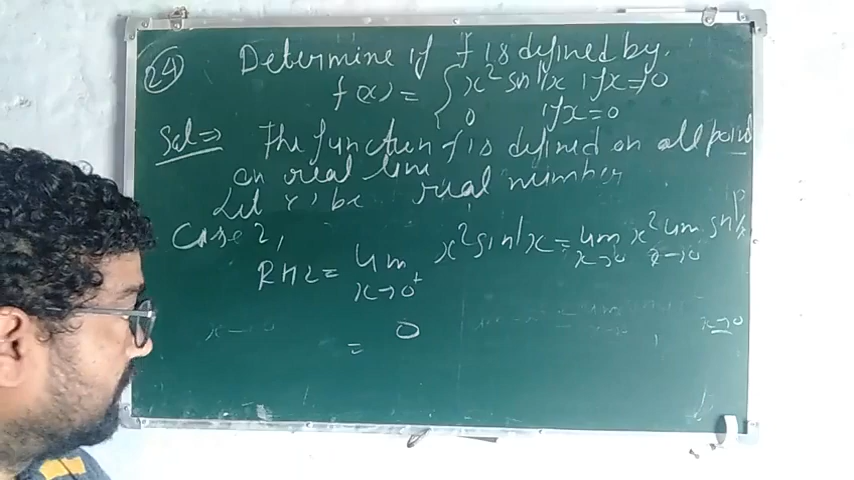 24 Determine if f is defined by
f(x) = { x² sin 1/x if x ≠ 0
0 if x = 0
Sol ⇒ The function f is defined on all point
on real line
Let 'c' be real number
Case 2,
RHL = lim x→0⁺ x² sin 1/x = lim x→0 x² lim x→0 sin 1/x
x→0
= 0